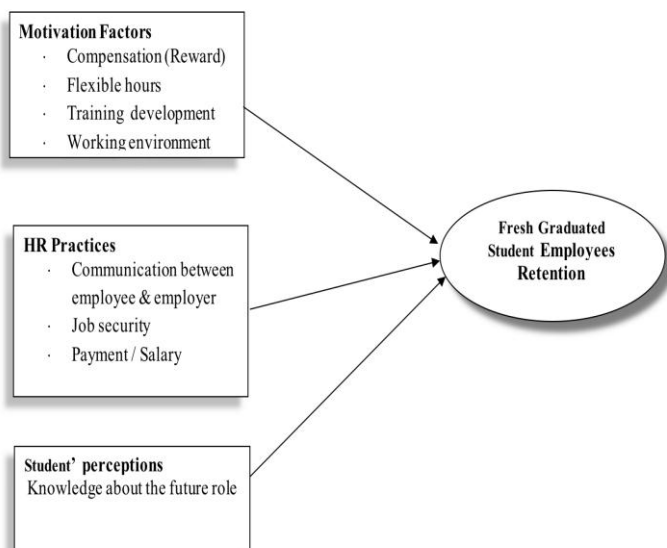 Motivation Factors
· Compensation (Reward)
· Flexible hours
· Training development
· Working environment
HR Practices
· Communication between
employee & employer
· Job security
· Payment / Salary
Student’ perceptions
Knowledge about the future role
Fresh Graduated
Student Employees
Retention